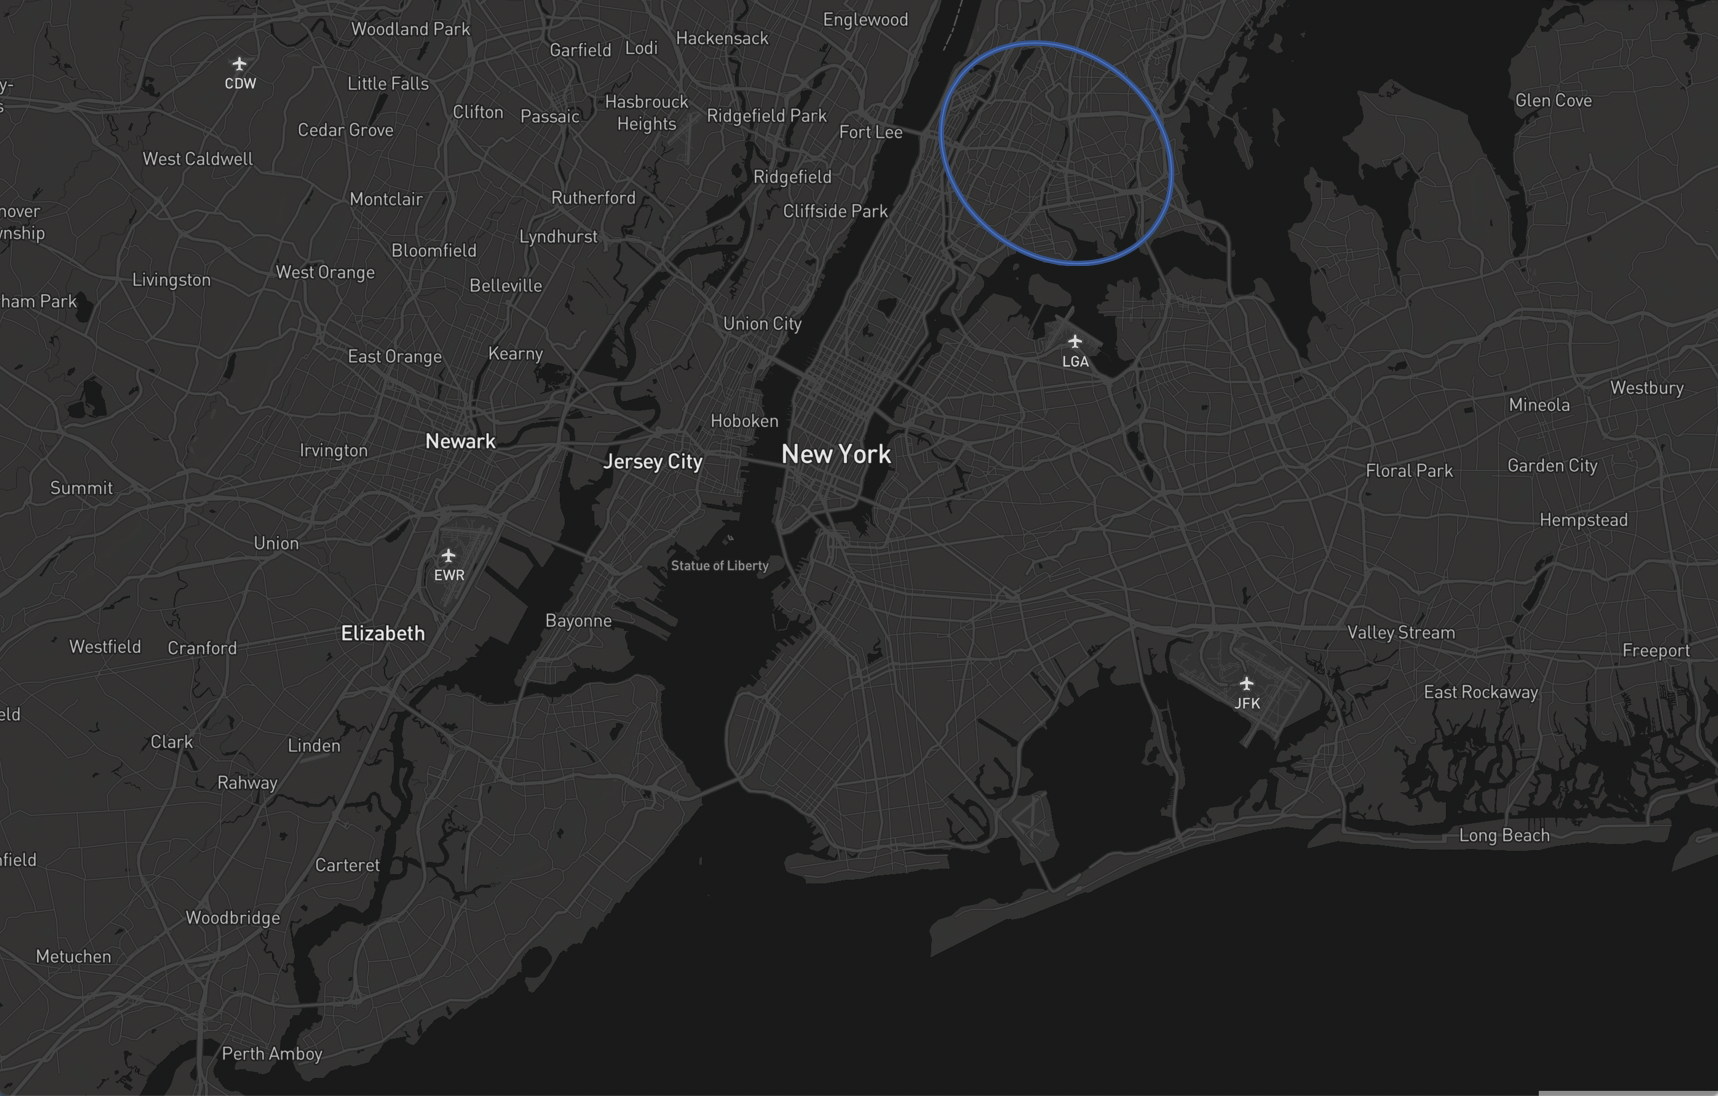 Englewood
Woodland Park
Hackensack
Garfield
Lodi
CDW
Little Falls
Glen Cove
Hasbrouck
Heights
Clifton
Passaic
Ridgefield Park
Cedar Grove
Fort Lee
West Caldwell
Ridgefield
Montclair
Rutherford
Cliffside Park
Lyndhurst
Bloomfield
West Orange
Livingston
Belleville
ham Park
Union City
East Orange
Kearny
LGA
Westbury
Mineola
Hoboken
Newark
Irvington
New York
Jersey City
Floral Park
Garden City
Summit
Hempstead
Union
Statue of Liberty
EWR
Bayonne
Elizabeth
Valley Stream
Westfield
Cranford
Freeport
East Rockaway
JFK
Clark
Linden
Rahway
Long Beach
Carteret
Woodbridge
Metuchen
Perth Amboy